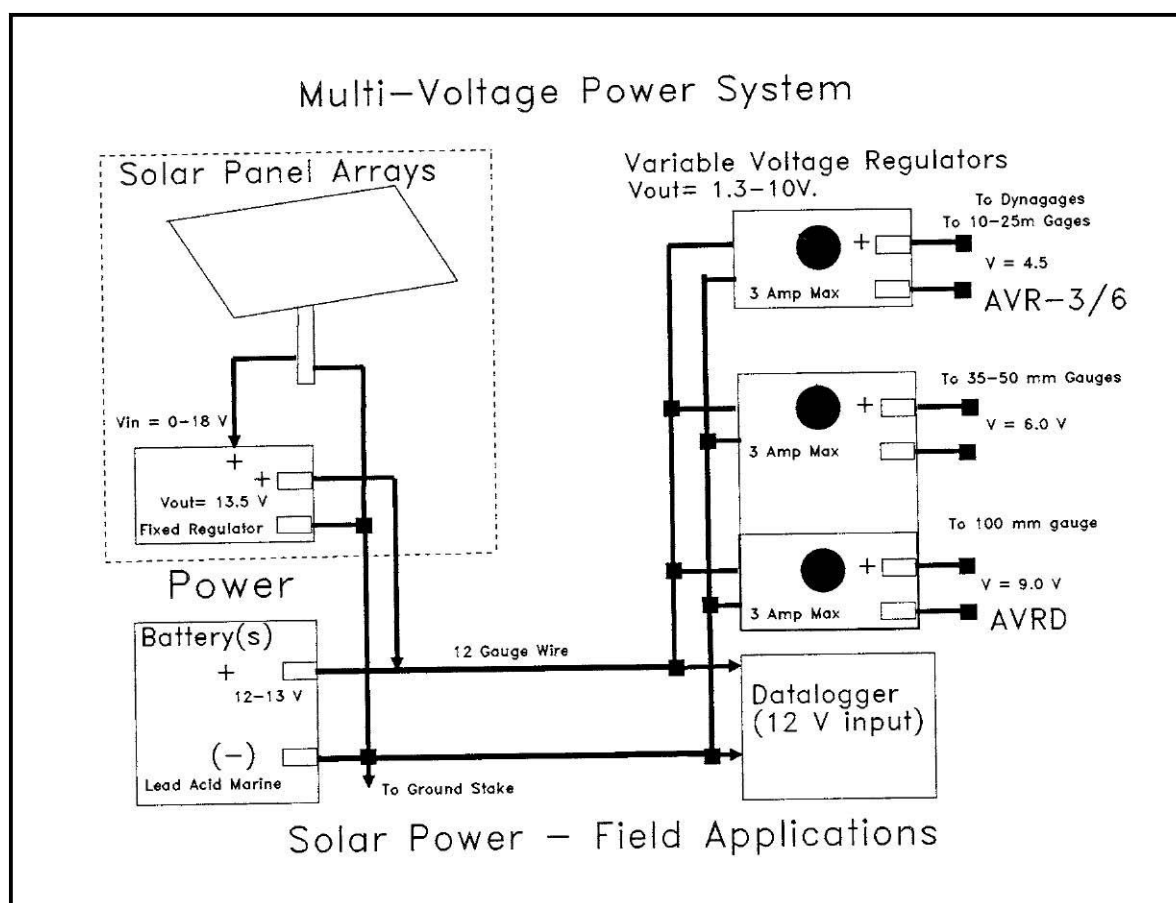 Multi-Voltage Power System
Solar Panel Arrays
Vin = 0-18 V
+
+
Vout= 13.5 V
Fixed Regulator
Power
Battery(s)
+
12-13 V
(-)
Lead Acid Marine
12 Gauge Wire
To Ground Stake
Variable Voltage Regulators
Vout= 1.3-10V.
To Dynagages
To 10-25m Gages
+
V = 4.5
3 Amp Max
AVR-3/6
To 35-50 mm Gauges
+
V = 6.0 V
3 Amp Max
To 100 mm gauge
+
V = 9.0 V
3 Amp Max
AVRD
Datalogger
(12 V input)
Solar Power - Field Applications